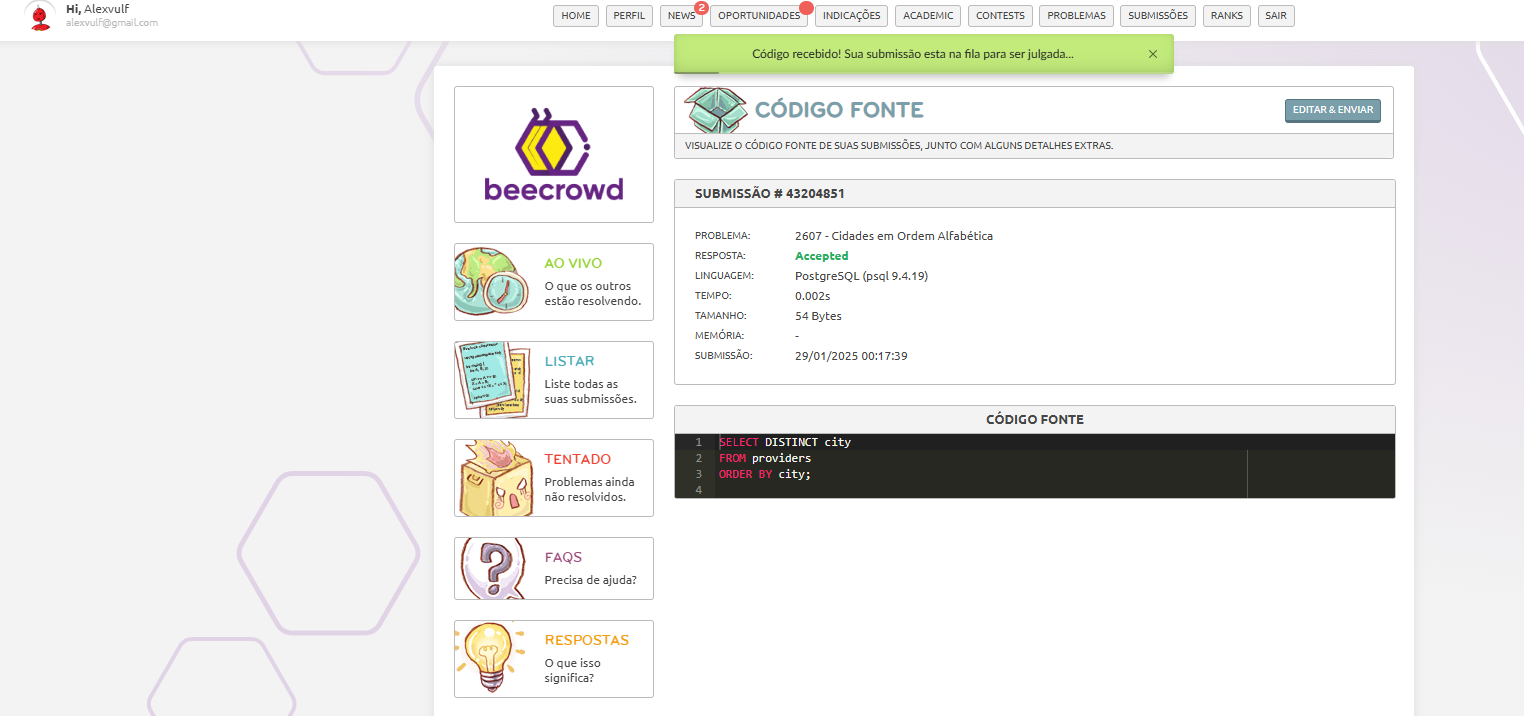 Hi, Alexvulf
alexvulf@gmail.com
HOME PERFIL NEWS 2 OPORTUNIDADES INDICAÇÕES ACADEMIC CONTESTS PROBLEMAS SUBMISSÕES RANKS SAIR
Código recebido! Sua submissão esta na fila para ser julgada... ×
beecrowd
AO VIVO
O que os outros
estão resolvendo.
LISTAR
Liste todas as
suas submissões.
TENTADO
Problemas ainda
não resolvidos.
FAQS
Precisa de ajuda?
RESPOSTAS
O que isso
significa?
CÓDIGO FONTE
EDITAR & ENVIAR
VISUALIZE O CÓDIGO FONTE DE SUAS SUBMISSÕES, JUNTO COM ALGUNS DETALHES EXTRAS.
SUBMISSÃO # 43204851
PROBLEMA: 2607 - Cidades em Ordem Alfabética
RESPOSTA: Accepted
LINGUAGEM: PostgreSQL (psql 9.4.19)
TEMPO: 0.002s
TAMANHO: 54 Bytes
MEMÓRIA: -
SUBMISSÃO: 29/01/2025 00:17:39
CÓDIGO FONTE
1 SELECT DISTINCT city
2 FROM providers
3 ORDER BY city;
4